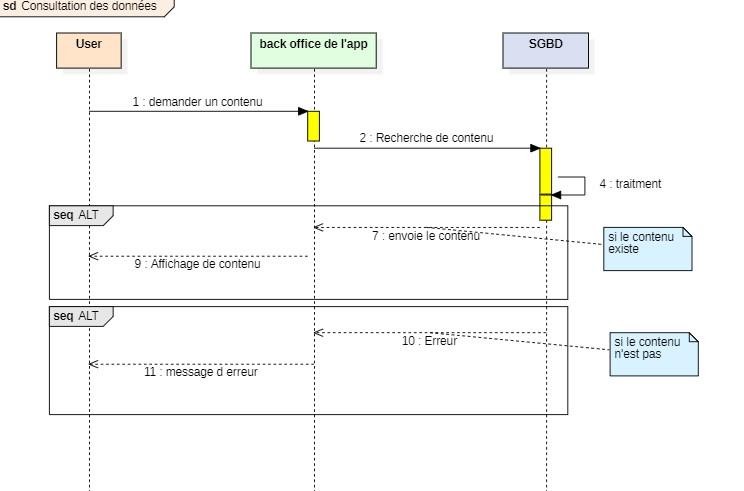 sd Consultation des données
User
back office de l'app
SGBD
1 : demander un contenu
2 : Recherche de contenu
4 : traitment
seq ALT
7 : envoie le contenu
si le contenu
existe
9 : Affichage de contenu
seq ALT
10 : Erreur
si le contenu
n'est pas
11 : message d erreur